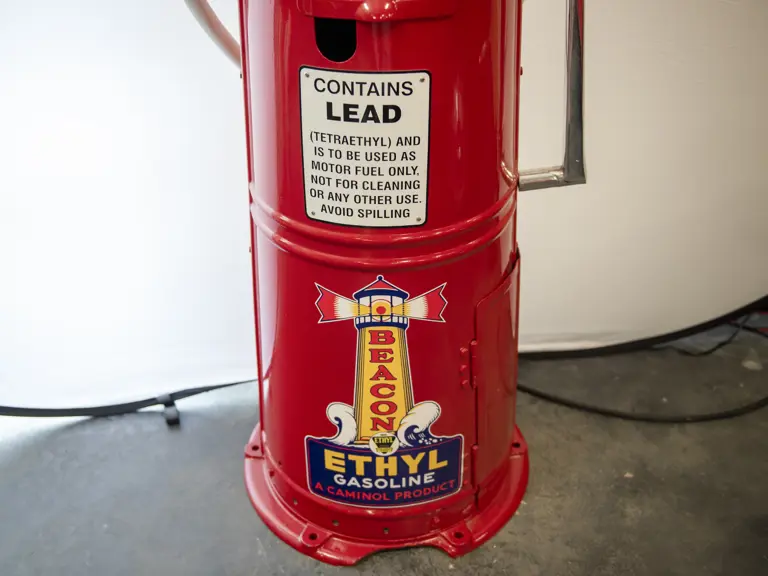 CONTAINS
LEAD
(TETRAETHYL) AND
IS TO BE USED AS
MOTOR FUEL ONLY,
NOT FOR CLEANING
OR ANY OTHER USE.
AVOID SPILLING
BEACON
ETHYL
ETHYL
GASOLINE
A CAMINOL PRODUCT